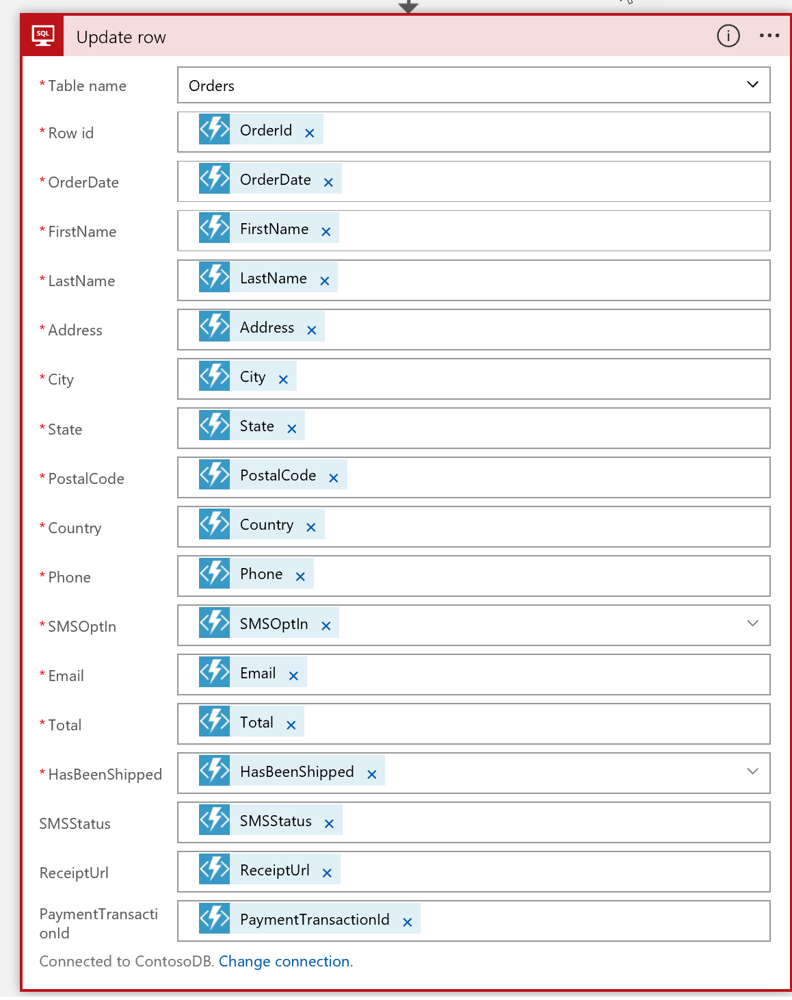 SQL Update row
* Table name Orders
* Row id OrderId
* OrderDate OrderDate
* FirstName FirstName
* LastName LastName
* Address Address
* City City
* State State
* PostalCode PostalCode
* Country Country
* Phone Phone
* SMSOptIn SMSOptIn
* Email Email
* Total Total
* HasBeenShipped HasBeenShipped
SMSStatus SMSStatus
ReceiptUrl ReceiptUrl
PaymentTransacti
onId PaymentTransactionId
Connected to ContosoDB. Change connection.